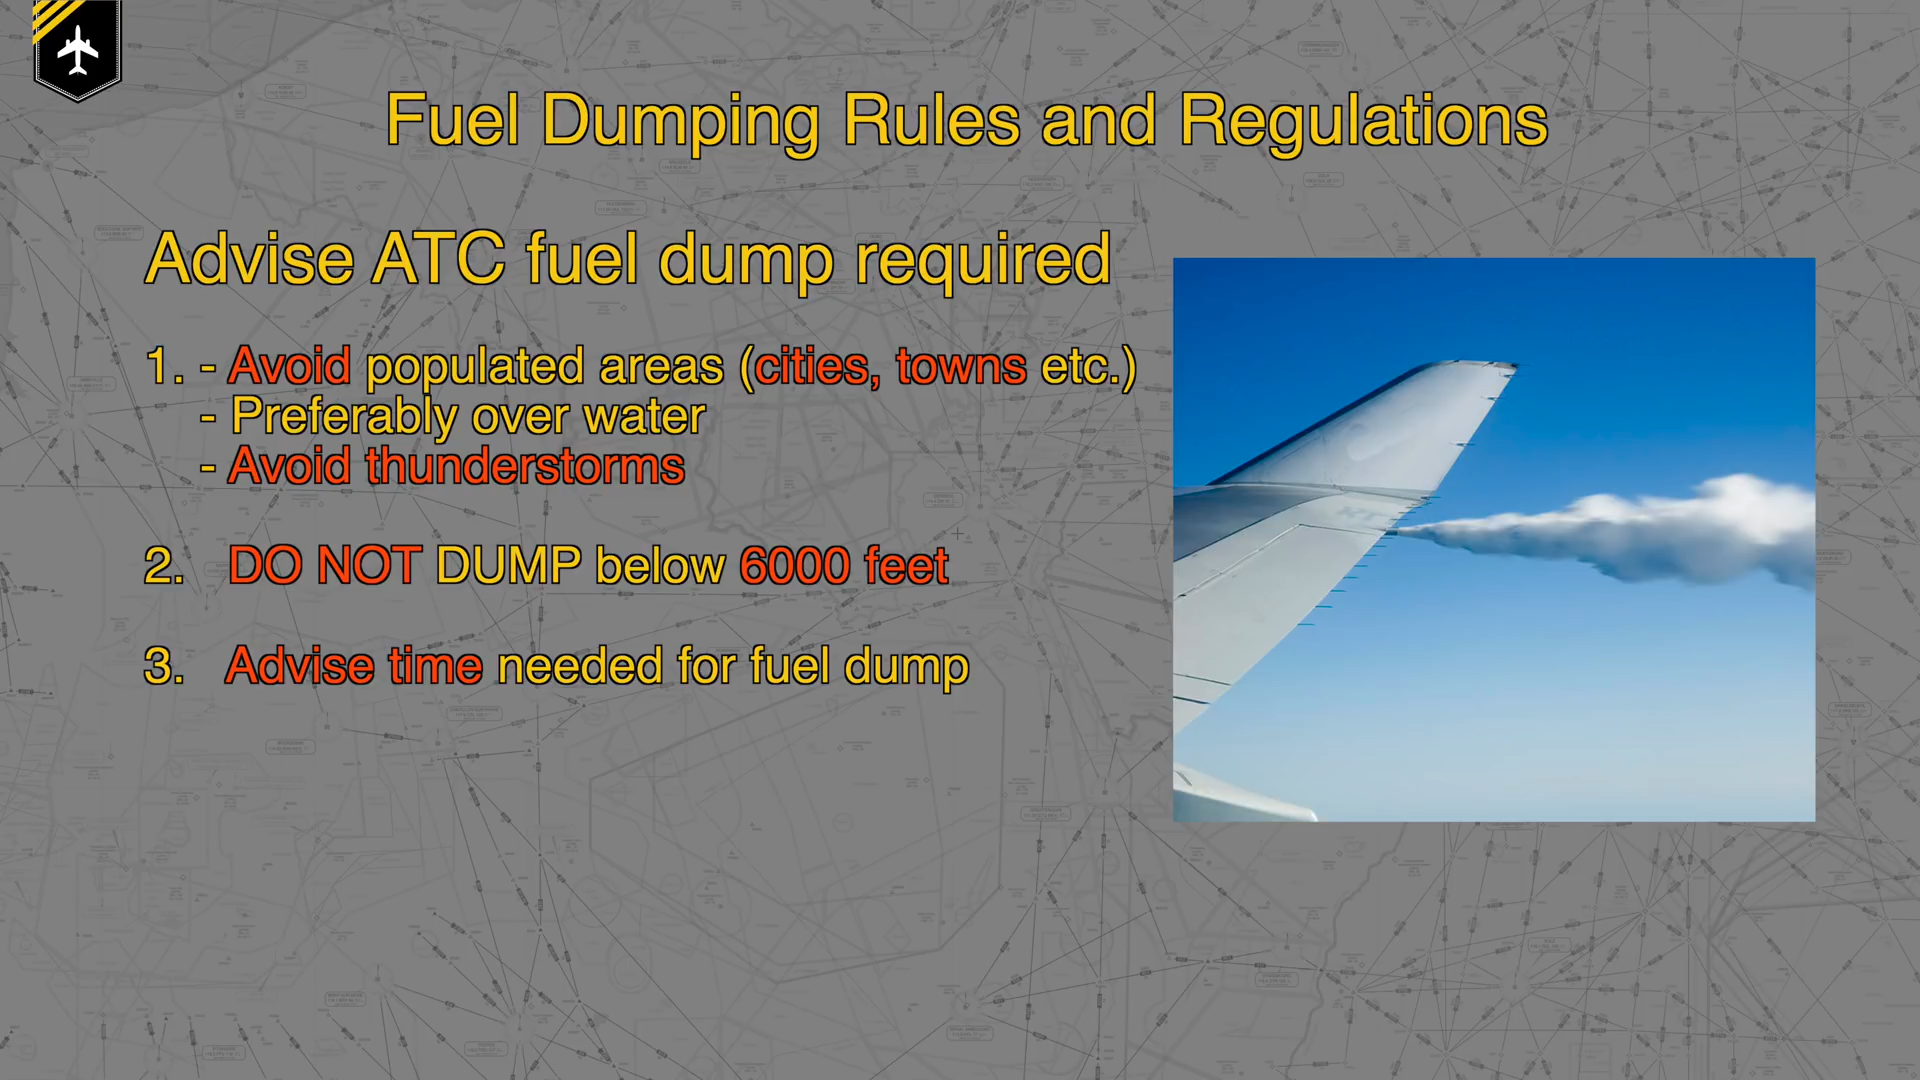 Fuel Dumping Rules and Regulations
Advise ATC fuel dump required
1. - Avoid populated areas (cities, towns etc.)
- Preferably over water
- Avoid thunderstorms
2. DO NOT DUMP below 6000 feet
3. Advise time needed for fuel dump